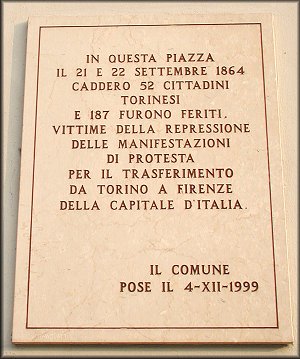 IN QUESTA PIAZZA
IL 21 E 22 SETTEMBRE 1864
CADDERO 52 CITTADINI
TORINESI
E 187 FURONO FERITI,
VITTIME DELLA REPRESSIONE
DELLE MANIFESTAZIONI
DI PROTESTA
PER IL TRASFERIMENTO
DA TORINO A FIRENZE
DELLA CAPITALE D'ITALIA.
IL COMUNE
POSE IL 4-XII-1999